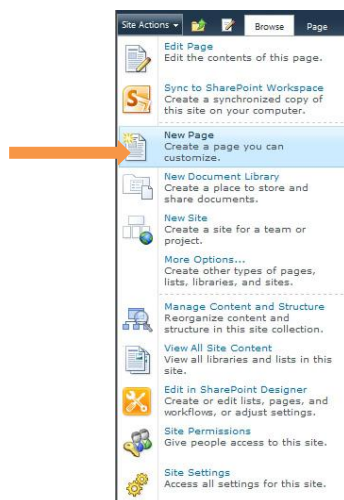 Site Actions Browse Page
Edit Page
Edit the contents of this page.
Sync to SharePoint Workspace
Create a synchronized copy of
this site on your computer.
New Page
Create a page you can
customize.
New Document Library
Create a place to store and
share documents.
New Site
Create a site for a team or
project.
More Options...
Create other types of pages,
lists, libraries, and sites.
Manage Content and Structure
Reorganize content and
structure in this site collection.
View All Site Content
View all libraries and lists in this
site.
Edit in SharePoint Designer
Create or edit lists, pages, and
workflows, or adjust settings.
Site Permissions
Give people access to this site.
Site Settings
Access all settings for this site.